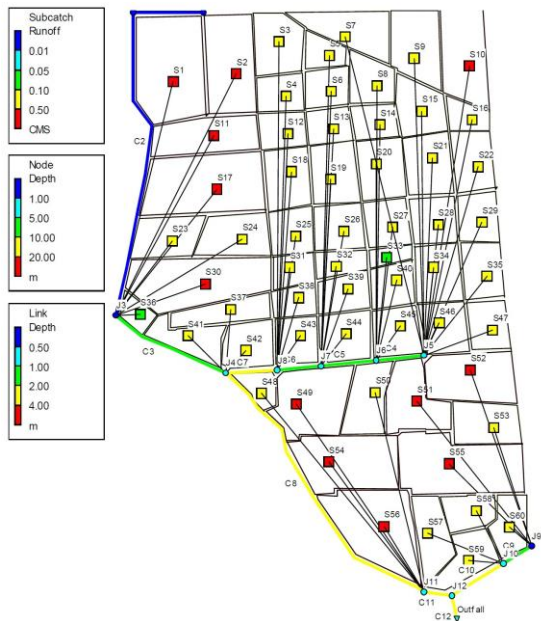 Subcatch
Runoff
0.01
0.05
0.10
0.50
CMS
Node
Depth
1.00
5.00
10.00
20.00
m
Link
Depth
0.50
1.00
2.00
4.00
m
S3
S7
S5
S9
S10
S1
S2
S4
S6
S8
S15
S16
S11
S12
S13
S14
C2
S17
S18
S19
S20
S21
S22
S23
S24
S25
S26
S27
S28
S29
S33
S30
S31
S32
S34
S35
S40
J3
S36
S37
S38
S39
C3
S41
S42
S43
S44
S45
S46
S47
J4
C7
J8
C6
J7
C5
J6
C4
J5
S48
S49
S50
S51
S52
S53
S54
S55
C8
S56
S57
S58
S59
S60
C9
J9
C10
J10
J11
C11
J12
C12
Outfall